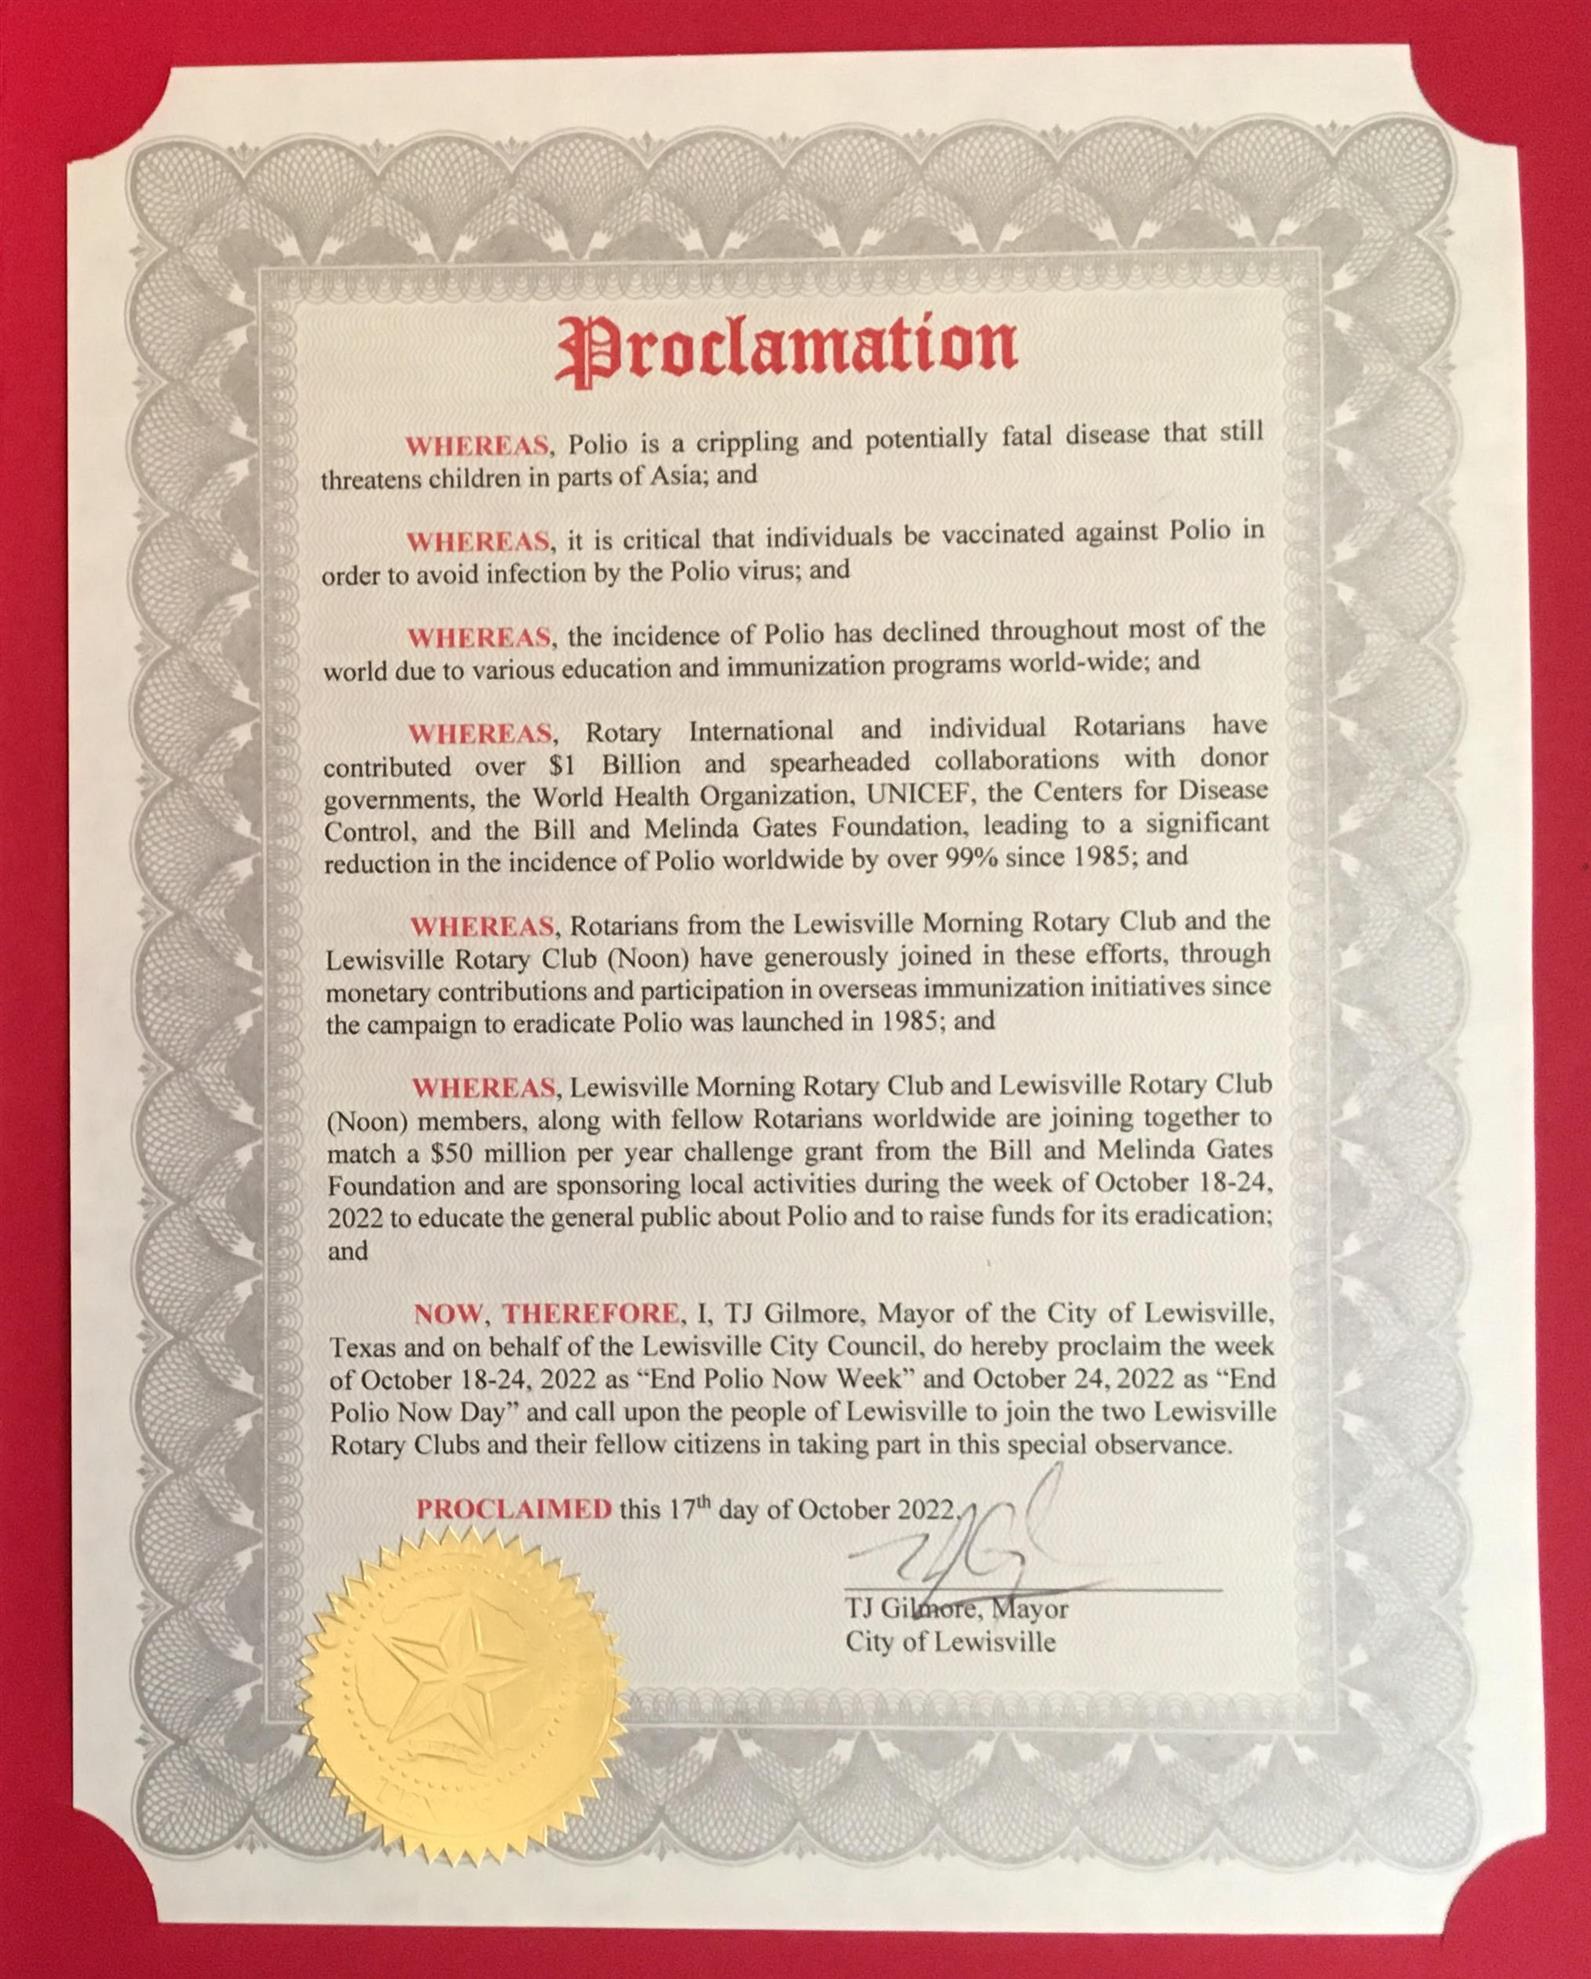 Proclamation
WHEREAS, Polio is a crippling and potentially fatal disease that still
threatens children in parts of Asia; and
WHEREAS, it is critical that individuals be vaccinated against Polio in
order to avoid infection by the Polio virus; and
WHEREAS, the incidence of Polio has declined throughout most of the
world due to various education and immunization programs world-wide; and
WHEREAS, Rotary International and individual Rotarians have
contributed over $1 Billion and spearheaded collaborations with donor
governments, the World Health Organization, UNICEF, the Centers for Disease
Control, and the Bill and Melinda Gates Foundation, leading to a significant
reduction in the incidence of Polio worldwide by over 99% since 1985; and
WHEREAS, Rotarians from the Lewisville Morning Rotary Club and the
Lewisville Rotary Club (Noon) have generously joined in these efforts, through
monetary contributions and participation in overseas immunization initiatives since
the campaign to eradicate Polio was launched in 1985; and
WHEREAS, Lewisville Morning Rotary Club and Lewisville Rotary Club
(Noon) members, along with fellow Rotarians worldwide are joining together to
match a $50 million per year challenge grant from the Bill and Melinda Gates
Foundation and are sponsoring local activities during the week of October 18-24,
2022 to educate the general public about Polio and to raise funds for its eradication;
and
NOW, THEREFORE, I, TJ Gilmore, Mayor of the City of Lewisville,
Texas and on behalf of the Lewisville City Council, do hereby proclaim the week
of October 18-24, 2022 as “End Polio Now Week” and October 24, 2022 as “End
Polio Now Day” and call upon the people of Lewisville to join the two Lewisville
Rotary Clubs and their fellow citizens in taking part in this special observance.
PROCLAIMED this 17th day of October 2022.
TJ Gilmore, Mayor
City of Lewisville